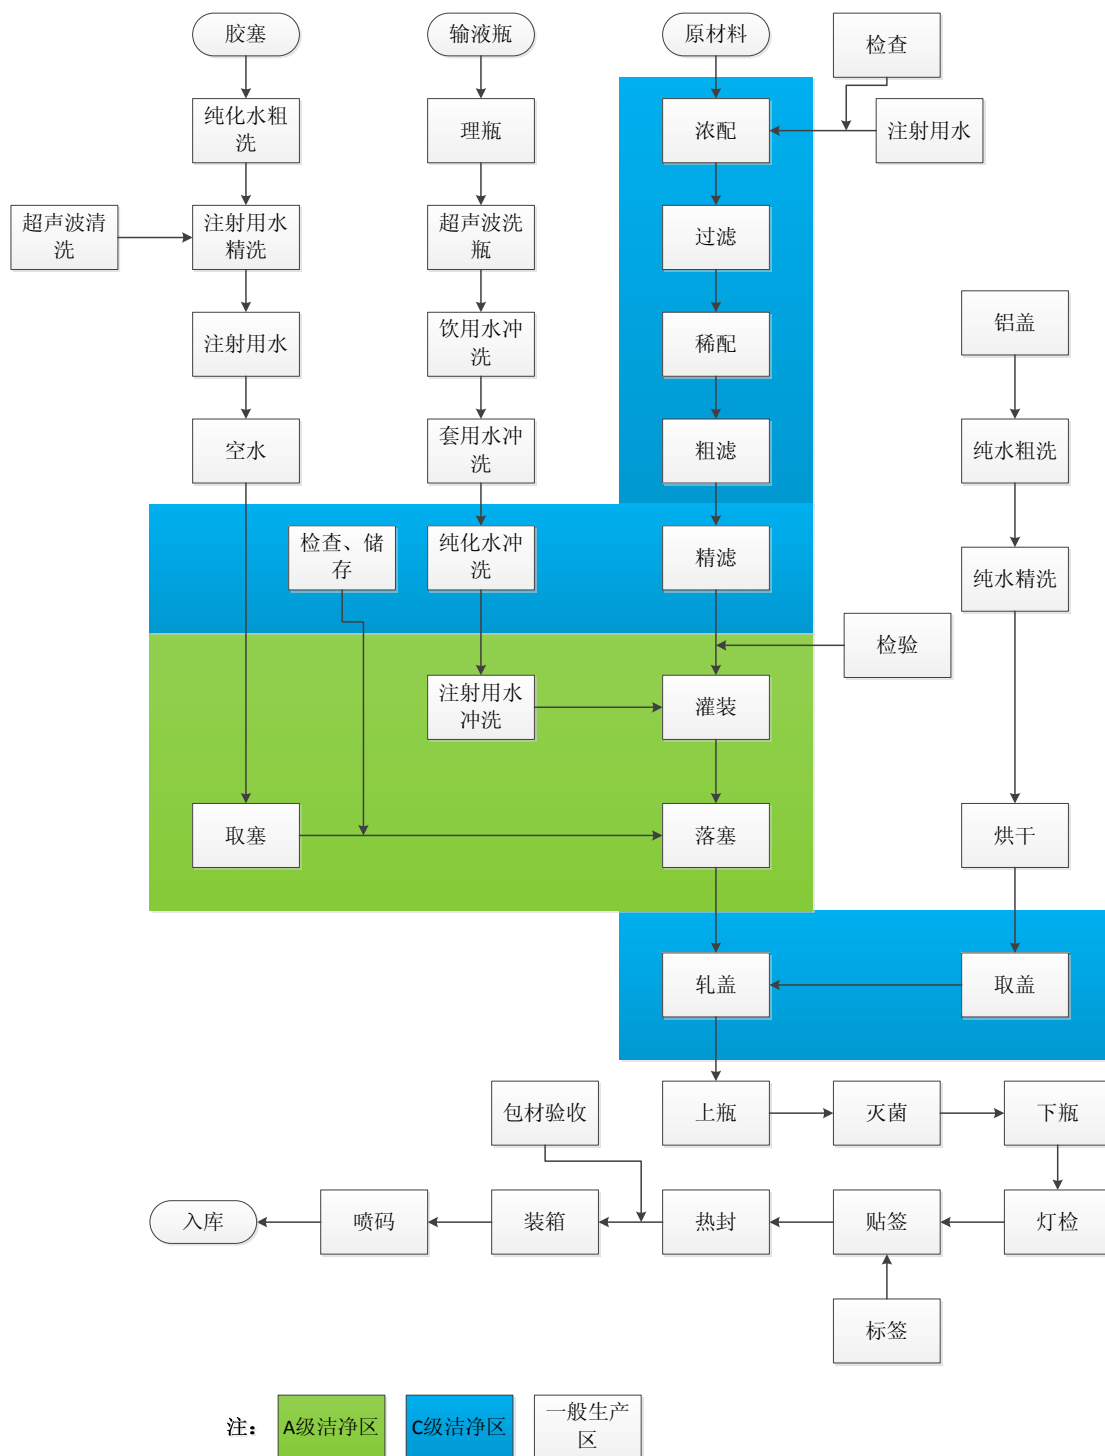 胶塞
输液瓶
原材料
检查
纯化水粗
洗
理瓶
浓配
注射用水
超声波清
洗
注射用水
精洗
超声波洗
瓶
过滤
注射用水
饮用水冲
洗
稀配
铝盖
空水
套用水冲
洗
粗滤
纯水粗洗
检查、储
存
纯化水冲
洗
精滤
纯水精洗
检验
注射用水
冲洗
灌装
取塞
落塞
烘干
轧盖
取盖
包材验收
上瓶
灭菌
下瓶
入库
喷码
装箱
热封
贴签
灯检
标签
注：
A级洁净区
C级洁净区
一般生产
区